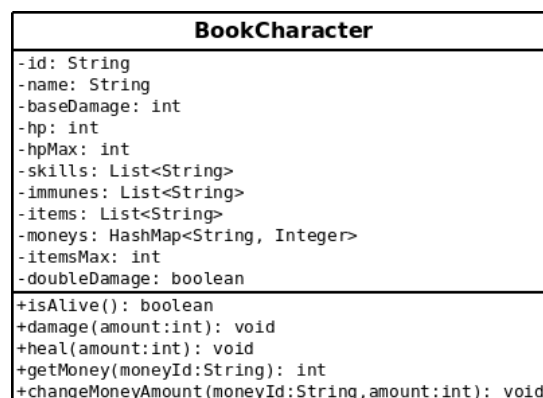 BookCharacter
-id: String
-name: String
-baseDamage: int
-hp: int
-hpMax: int
-skills: List<String>
-immunes: List<String>
-items: List<String>
-moneys: HashMap<String, Integer>
-itemsMax: int
-doubleDamage: boolean
+isAlive(): boolean
+damage(amount:int): void
+heal(amount:int): void
+getMoney(moneyId:String): int
+changeMoneyAmount(moneyId:String,amount:int): void